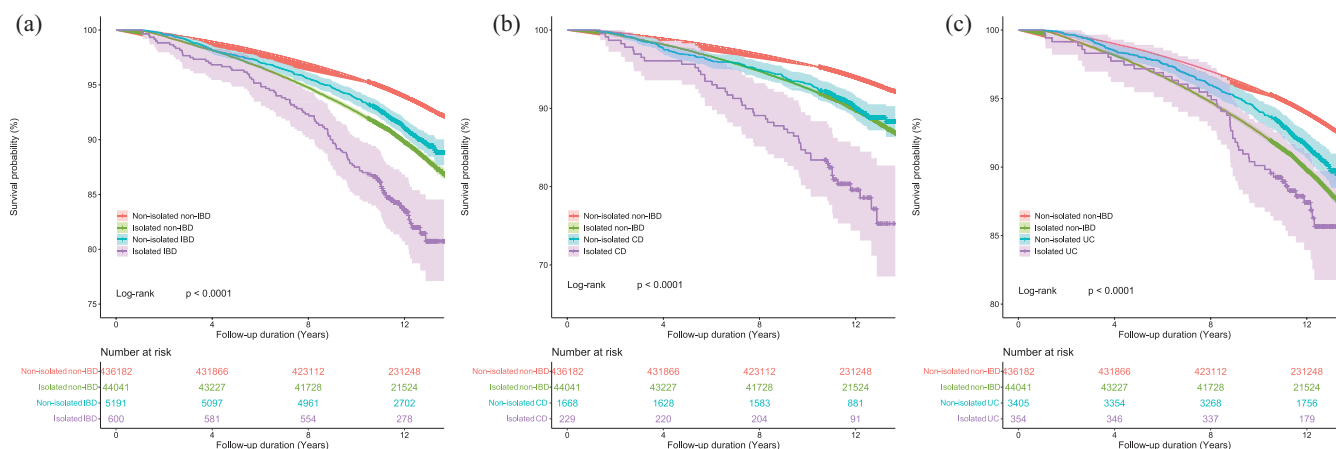 (a)
Survival probability (%)
100
95
90
85
80
75
Non-isolated non-IBD
Isolated non-IBD
Non-isolated IBD
Isolated IBD
Log-rank p < 0.0001
0 4 8 12
Follow-up duration (Years)
Number at risk
Non-isolated non-IBD 436182 431866 423112 231248
Isolated non-IBD 44041 43227 41728 21524
Non-isolated IBD 5191 5097 4961 2702
Isolated IBD 600 581 554 278
0 4 8 12
Follow-up duration (Years)
(b)
Survival probability (%)
100
90
80
70
Non-isolated non-IBD
Isolated non-IBD
Non-isolated CD
Isolated CD
Log-rank p < 0.0001
0 4 8 12
Follow-up duration (Years)
Number at risk
Non-isolated non-IBD 436182 431866 423112 231248
Isolated non-IBD 44041 43227 41728 21524
Non-isolated CD 1668 1628 1583 881
Isolated CD 229 220 204 91
0 4 8 12
Follow-up duration (Years)
(c)
Survival probability (%)
100
95
90
85
80
Non-isolated non-IBD
Isolated non-IBD
Non-isolated UC
Isolated UC
Log-rank p < 0.0001
0 4 8 12
Follow-up duration (Years)
Number at risk
Non-isolated non-IBD 436182 431866 423112 231248
Isolated non-IBD 44041 43227 41728 21524
Non-isolated UC 3405 3354 3268 1756
Isolated UC 354 346 337 179
0 4 8 12
Follow-up duration (Years)